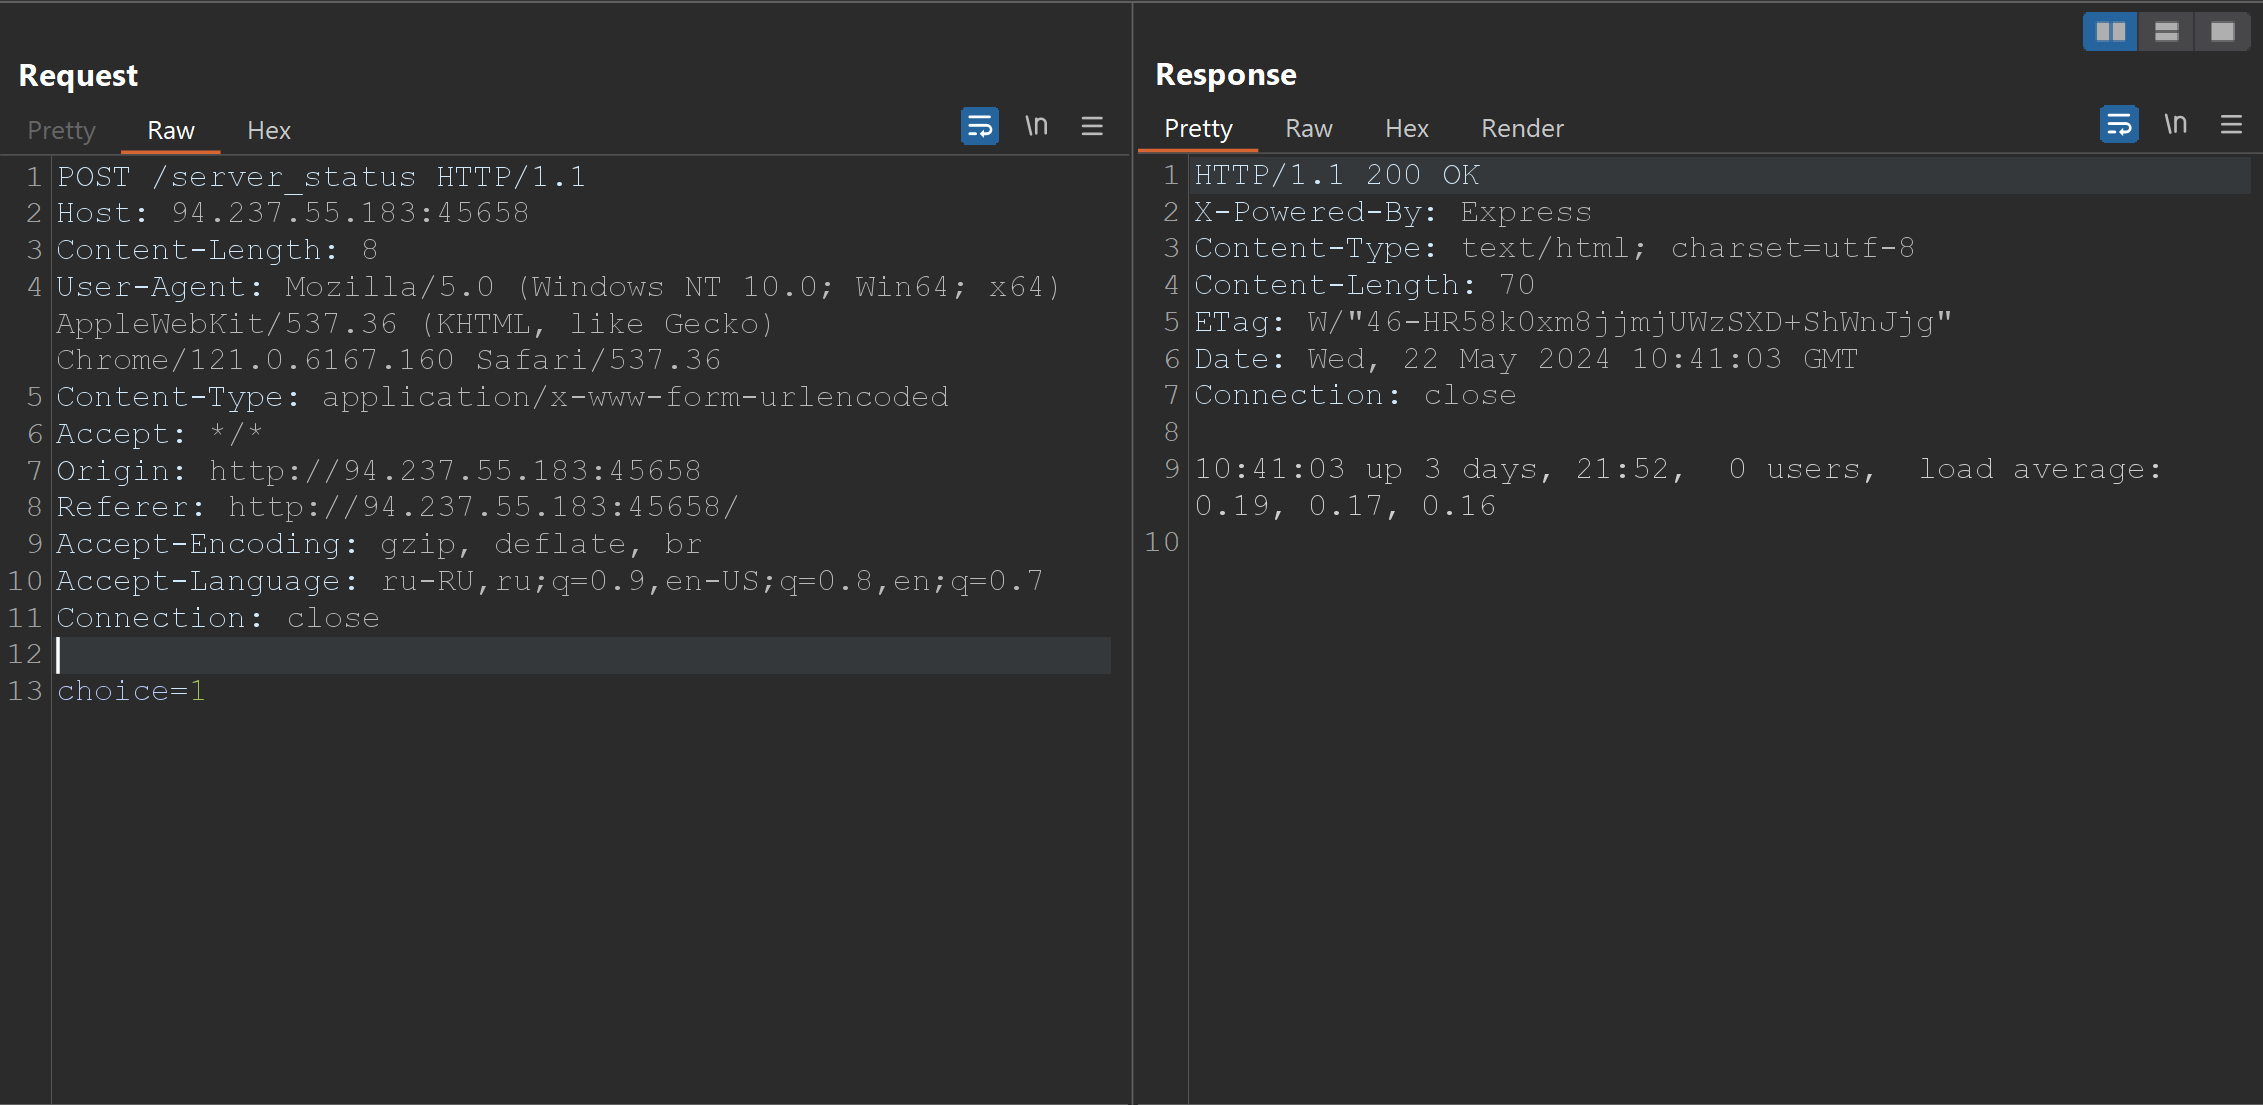 Request
Pretty Raw Hex \n
1 POST /server_status HTTP/1.1
2 Host: 94.237.55.183:45658
3 Content-Length: 8
4 User-Agent: Mozilla/5.0 (Windows NT 10.0; Win64; x64)
AppleWebKit/537.36 (KHTML, like Gecko)
Chrome/121.0.6167.160 Safari/537.36
5 Content-Type: application/x-www-form-urlencoded
6 Accept: */*
7 Origin: http://94.237.55.183:45658
8 Referer: http://94.237.55.183:45658/
9 Accept-Encoding: gzip, deflate, br
10 Accept-Language: ru-RU,ru;q=0.9,en-US;q=0.8,en;q=0.7
11 Connection: close
12
13 choice=1
Response
Pretty Raw Hex Render \n
1 HTTP/1.1 200 OK
2 X-Powered-By: Express
3 Content-Type: text/html; charset=utf-8
4 Content-Length: 70
5 ETag: W/"46-HR58k0xm8jjmjUWzSXD+ShWnJjg"
6 Date: Wed, 22 May 2024 10:41:03 GMT
7 Connection: close
8
9 10:41:03 up 3 days, 21:52,  0 users,  load average:
0.19, 0.17, 0.16
10